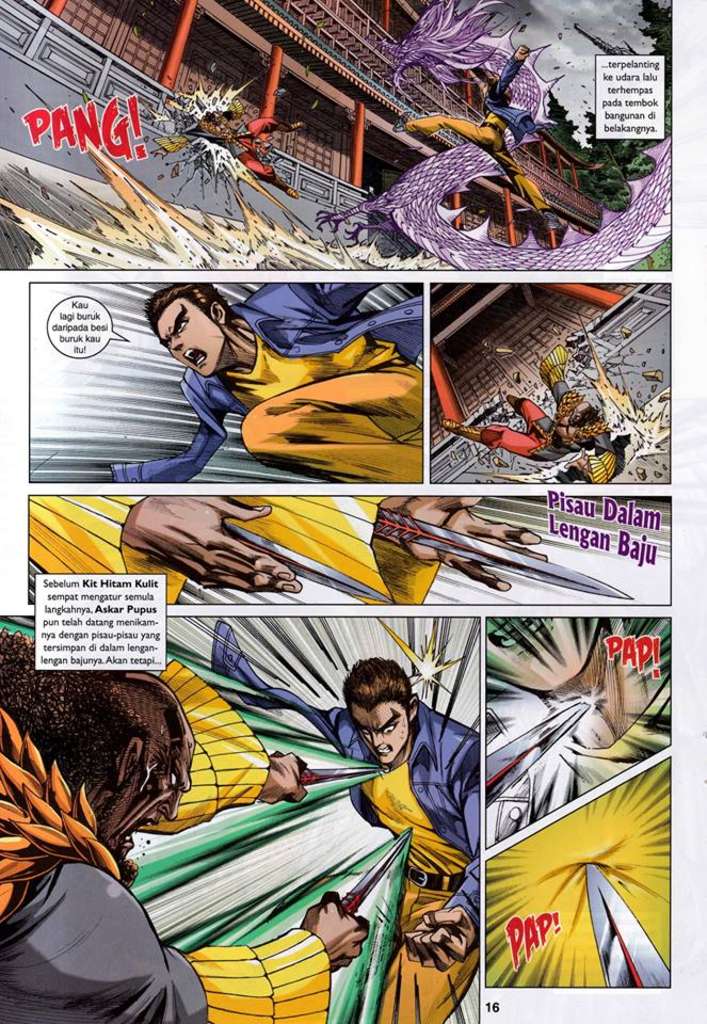 ...terpelanting
ke udara lalu
terhempas
pada tembok
bangunan di
belakangnya.
PANG!
Kau
lagi buruk
daripada besi
buruk kau
itu!
Pisau Dalam
Lengan Baju
Sebelum Kit Hitam Kulit
sempat mengatur semula
langkahnya, Askar Pupus
pun telah datang menikam-
nya dengan pisau-pisau yang
tersimpan di dalam lengan-
lengan bajunya. Akan tetapi...
PAP!
PAP!
16